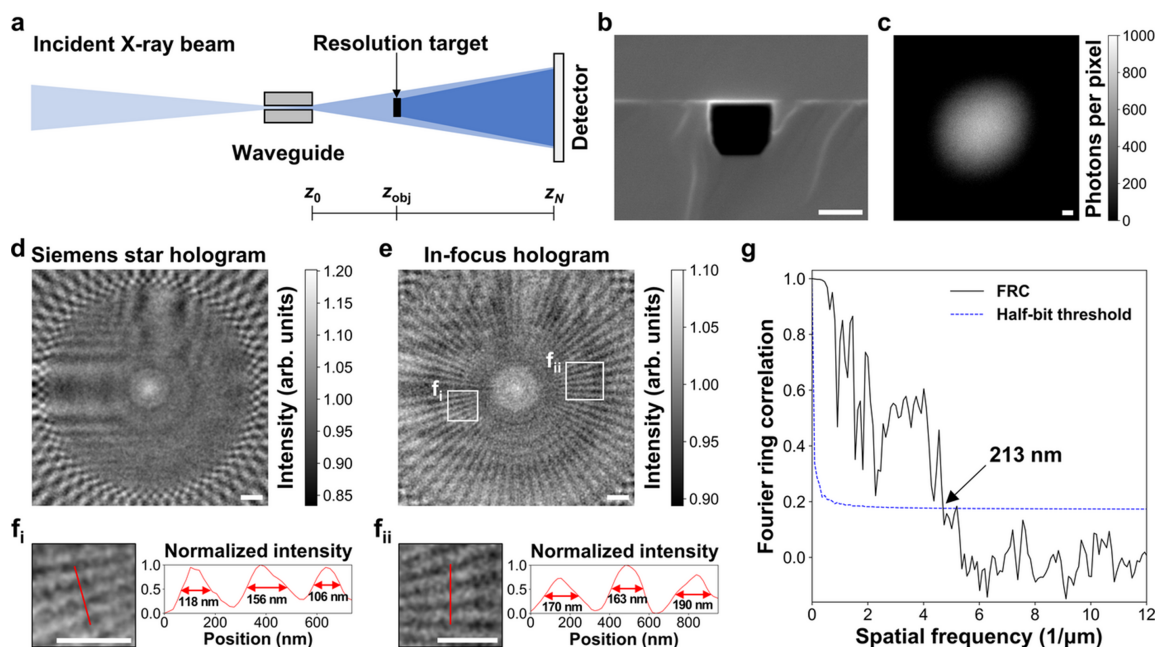 a
Incident X-ray beam
Resolution target
Waveguide
Detector
z0
zobj
zN
b
c
Photons per pixel
1000
800
600
400
200
0
d
Siemens star hologram
Intensity (arb. units)
1.20
1.15
1.10
1.05
1.00
0.95
0.90
0.85
e
In-focus hologram
fi
fii
Intensity (arb. units)
1.10
1.05
1.00
0.95
0.90
g
Fourier ring correlation
1.0
0.8
0.6
0.4
0.2
0.0
FRC
Half-bit threshold
213 nm
0 2 4 6 8 10 12
Spatial frequency (1/µm)
fi
Normalized intensity
1.0
0.5
0.0
118 nm
156 nm
106 nm
0 200 400 600
Position (nm)
fii
Normalized intensity
1.0
0.5
0.0
170 nm
163 nm
190 nm
0 200 400 600 800
Position (nm)